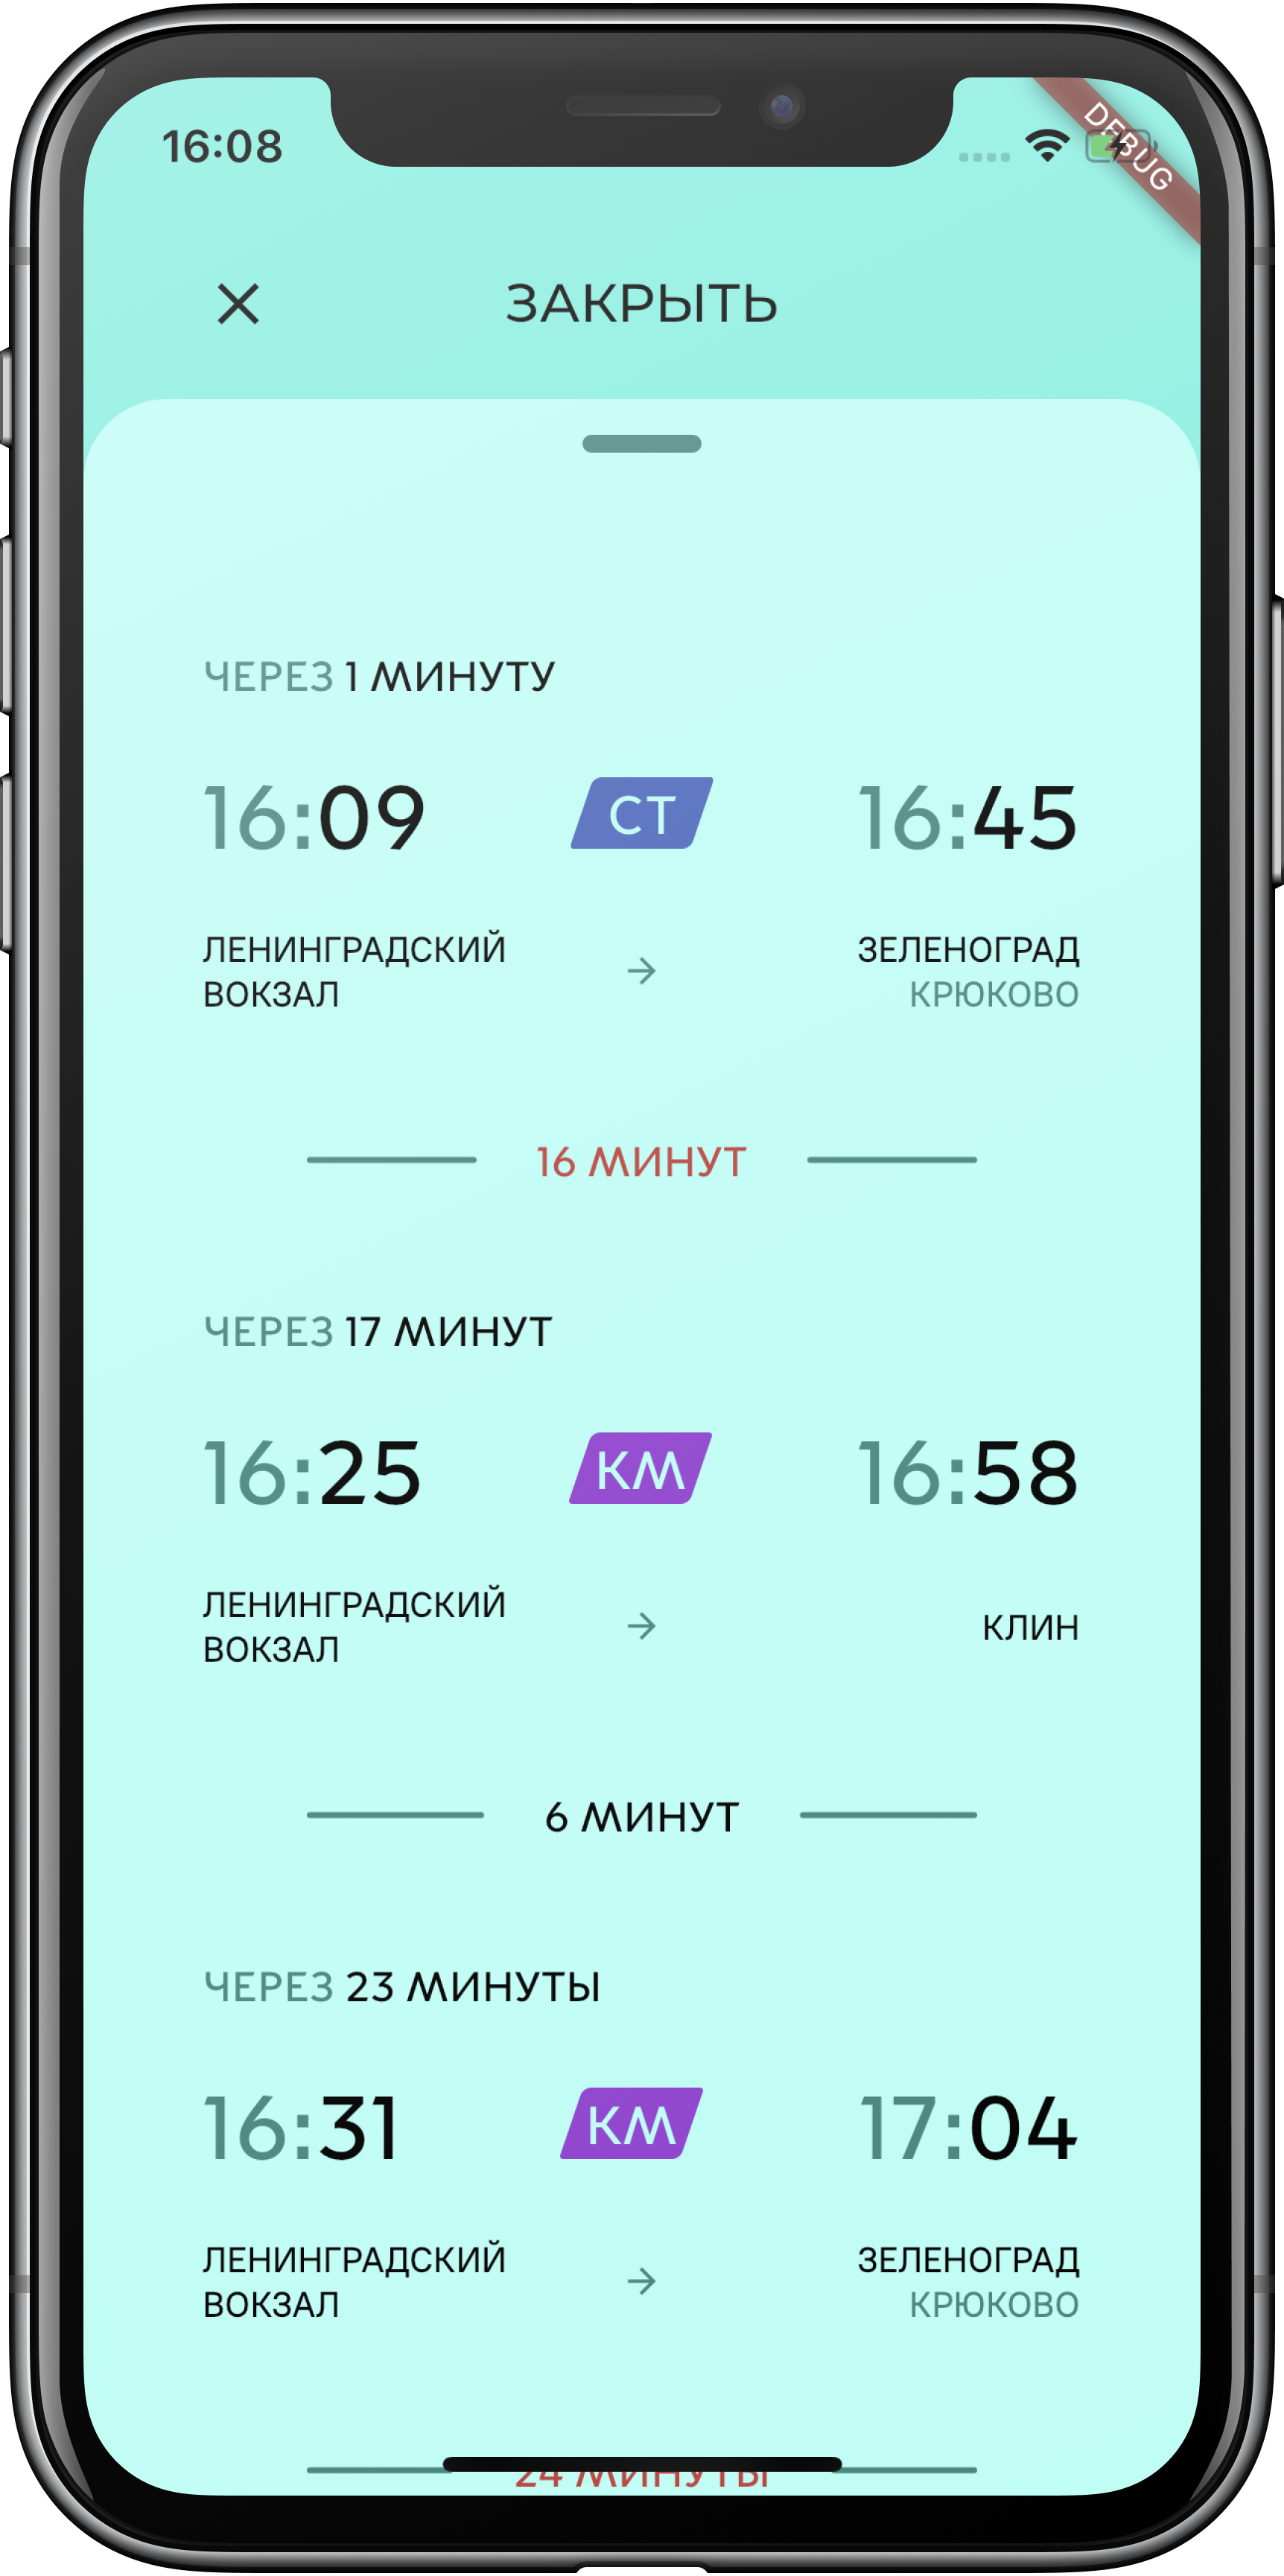 16:08
DEBUG
ЗАКРЫТЬ
ЧЕРЕЗ 1 МИНУТУ
16:09 СТ 16:45
ЛЕНИНГРАДСКИЙ ЗЕЛЕНОГРАД
ВОКЗАЛ → КРЮКОВО
16 МИНУТ
ЧЕРЕЗ 17 МИНУТ
16:25 КМ 16:58
ЛЕНИНГРАДСКИЙ
ВОКЗАЛ → КЛИН
6 МИНУТ
ЧЕРЕЗ 23 МИНУТЫ
16:31 КМ 17:04
ЛЕНИНГРАДСКИЙ ЗЕЛЕНОГРАД
ВОКЗАЛ → КРЮКОВО
24 МИНУТЫ